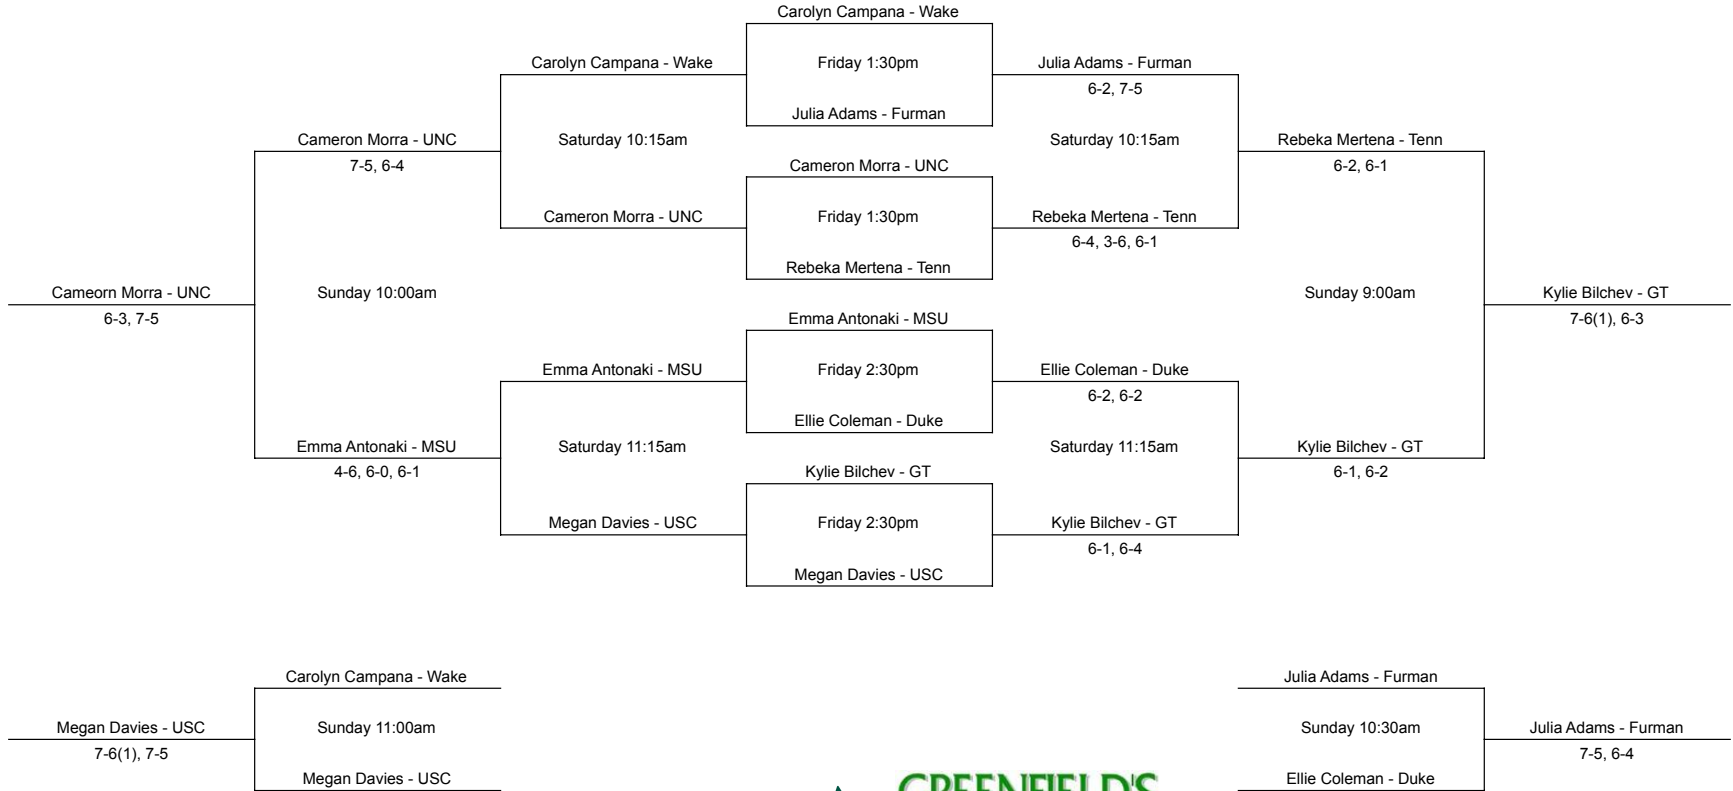 Carolyn Campana - Wake
Carolyn Campana - Wake
Friday 1:30pm
Julia Adams - Furman
6-2, 7-5
Julia Adams - Furman
Cameron Morra - UNC
7-5, 6-4
Saturday 10:15am
Saturday 10:15am
Rebeka Mertena - Tenn
6-2, 6-1
Cameron Morra - UNC
Cameron Morra - UNC
Friday 1:30pm
Rebeka Mertena - Tenn
6-4, 3-6, 6-1
Rebeka Mertena - Tenn
Cameorn Morra - UNC
6-3, 7-5
Sunday 10:00am
Sunday 9:00am
Kylie Bilchev - GT
7-6(1), 6-3
Emma Antonaki - MSU
Emma Antonaki - MSU
Friday 2:30pm
Ellie Coleman - Duke
6-2, 6-2
Ellie Coleman - Duke
Emma Antonaki - MSU
4-6, 6-0, 6-1
Saturday 11:15am
Saturday 11:15am
Kylie Bilchev - GT
6-1, 6-2
Kylie Bilchev - GT
Megan Davies - USC
Friday 2:30pm
Kylie Bilchev - GT
6-1, 6-4
Megan Davies - USC
Carolyn Campana - Wake
Julia Adams - Furman
Megan Davies - USC
7-6(1), 7-5
Sunday 11:00am
Sunday 10:30am
Julia Adams - Furman
7-5, 6-4
Megan Davies - USC
GREENFIELD'S
Ellie Coleman - Duke